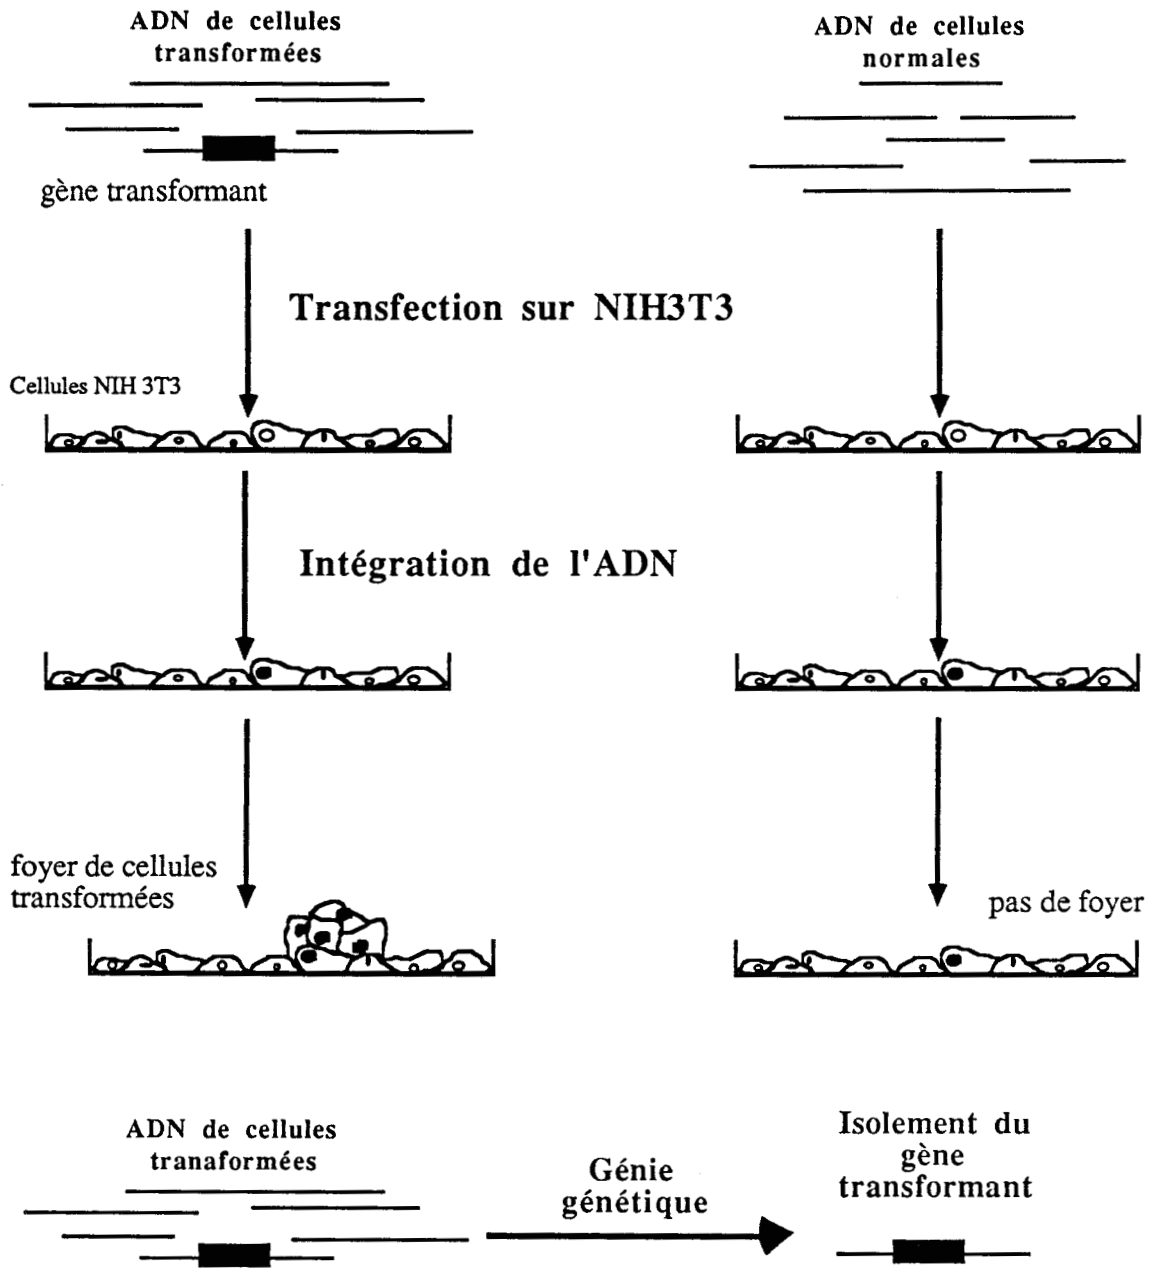 ADN de cellules
transformées
gène transformant
ADN de cellules
normales
Transfection sur NIH3T3
Cellules NIH 3T3
Intégration de l'ADN
foyer de cellules
transformées
pas de foyer
ADN de cellules
tranaformées
Génie
génétique
Isolement du
gène
transformant